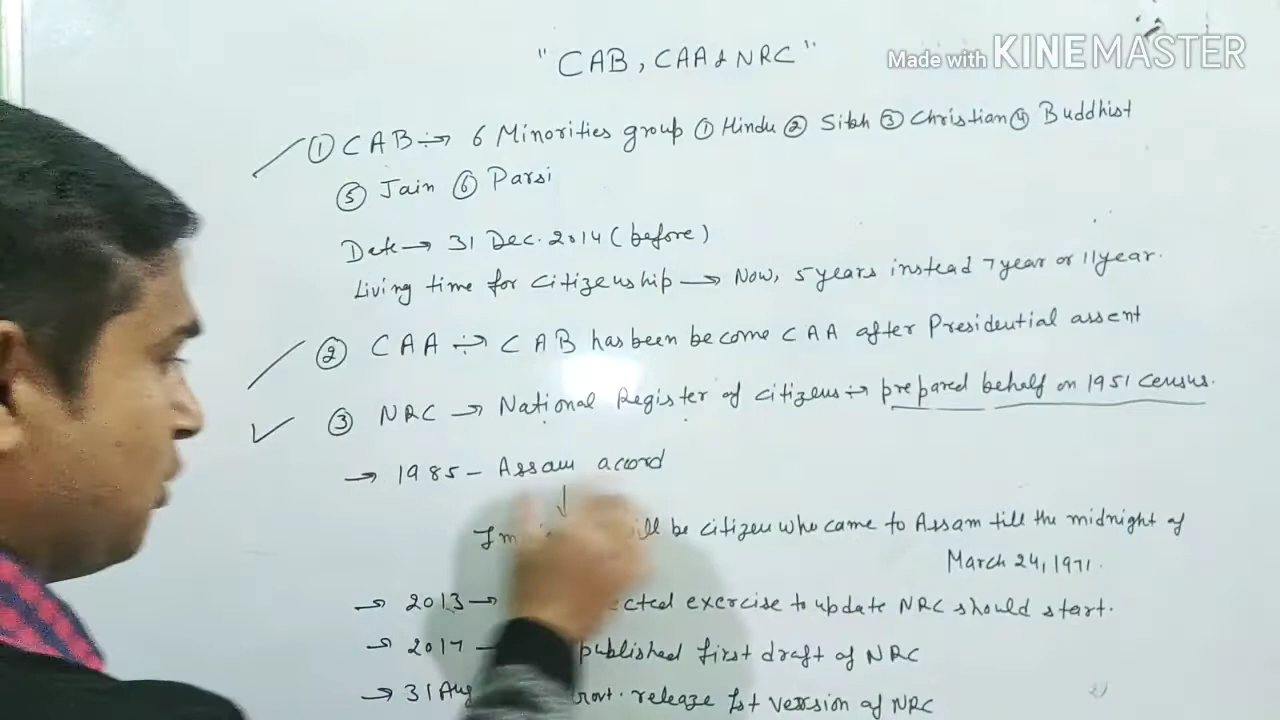 Made with KINEMASTER
"CAB, CAA & NRC"
① CAB ÷→ 6 Minorities group ① Hindu ② Sikh ③ Christian ④ Buddhist
⑤ Jain ⑥ Parsi
Date → 31 Dec. 2014 (before)
Living time for citizenship → Now, 5 years instead 7 year or 11 year.
② CAA ÷→ CAB has been become CAA after Presidential assent
③ NRC → National Register of citizens ÷→ prepared behalf on 1951 census.
→ 1985 - Assam accord
↓
will be citizen who came to Assam till the midnight of
March 24, 1971.
→ 2013 → exercise to update NRC should start.
→ 2017 - published first draft of NRC
→ 31 Aug Govt. release 1st version of NRC